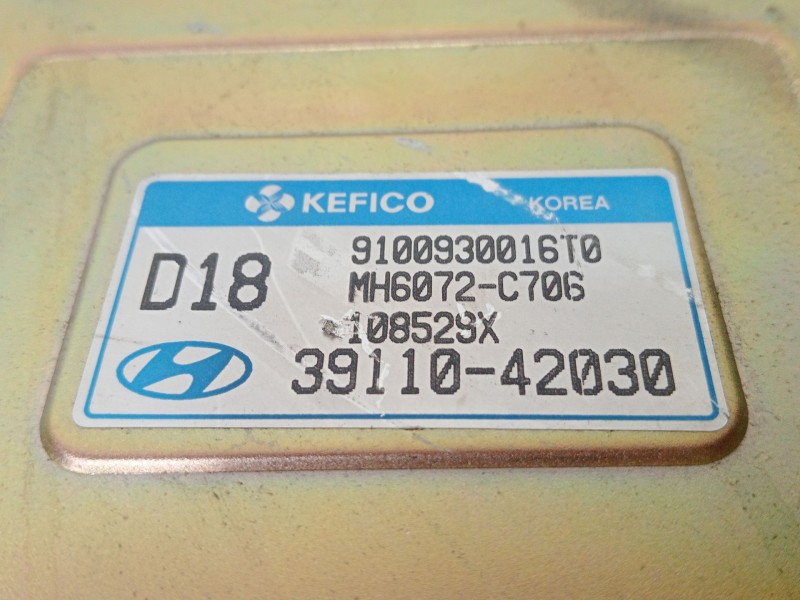 KEFICO KOREA
D18
9100930016T0
MH6072-C706
108529X
39110-42030